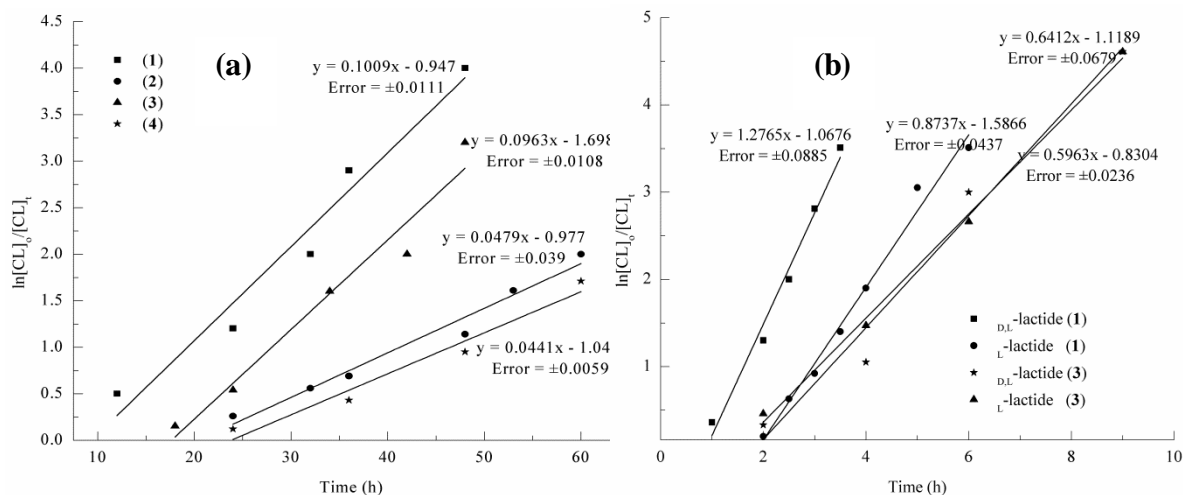 (a)
(1)
(2)
(3)
(4)
y = 0.1009x - 0.947
Error = ±0.0111
y = 0.0963x - 1.698
Error = ±0.0108
y = 0.0479x - 0.977
Error = ±0.039
y = 0.0441x - 1.04
Error = ±0.0059
4.5
4.0
3.5
3.0
2.5
2.0
1.5
1.0
0.5
0.0
10 20 30 40 50 60
Time (h)
ln[CL]o/[CL]t
(b)
y = 0.6412x - 1.1189
Error = ±0.0679
y = 1.2765x - 1.0676
Error = ±0.0885
y = 0.8737x - 1.5866
Error = ±0.0437
y = 0.5963x - 0.8304
Error = ±0.0236
D,L-lactide (1)
L-lactide (1)
D,L-lactide (3)
L-lactide (3)
5
4
3
2
1
0 2 4 6 8 10
Time (h)
ln[CL]o/[CL]t